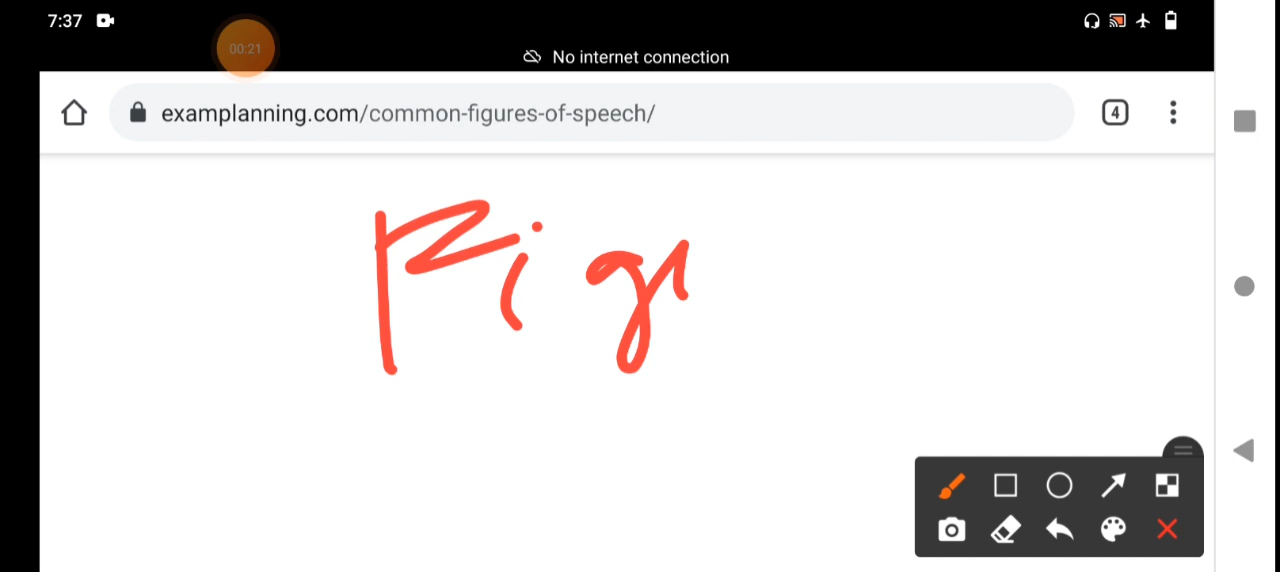 7:37
00:21
No internet connection
examplanning.com/common-figures-of-speech/
4
Fig